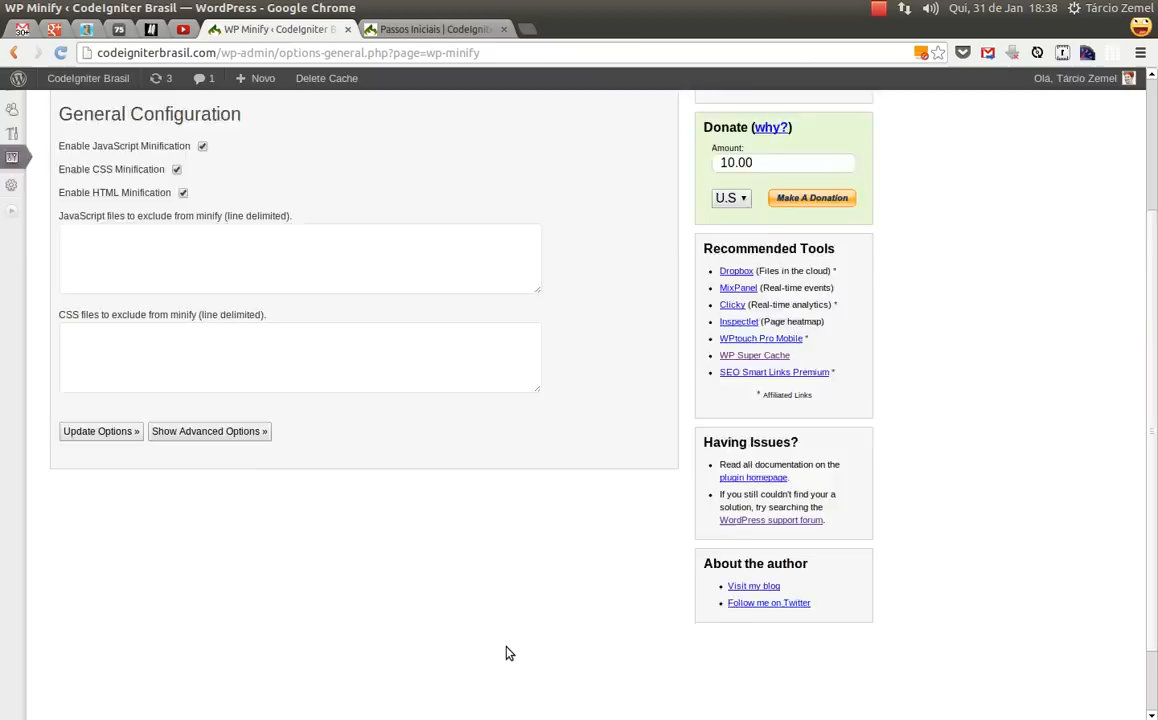 WP Minify ‹ CodeIgniter Brasil — WordPress - Google Chrome
Qui, 31 de Jan 18:38 Tárcio Zemel
30+
75
WP Minify ‹ CodeIgniter B
Passos Iniciais | CodeIgnite
codeigniterbrasil.com/wp-admin/options-general.php?page=wp-minify
CodeIgniter Brasil 3 1 Novo Delete Cache Olá, Tárcio Zemel
General Configuration
Enable JavaScript Minification
Enable CSS Minification
Enable HTML Minification
JavaScript files to exclude from minify (line delimited).
CSS files to exclude from minify (line delimited).
Update Options » Show Advanced Options »
Donate (why?)
Amount:
10.00
U.S Make A Donation
Recommended Tools
Dropbox (Files in the cloud) *
MixPanel (Real-time events)
Clicky (Real-time analytics) *
Inspectlet (Page heatmap)
WPtouch Pro Mobile *
WP Super Cache
SEO Smart Links Premium *
* Affiliated Links
Having Issues?
Read all documentation on the
plugin homepage.
If you still couldn't find your a
solution, try searching the
WordPress support forum.
About the author
Visit my blog
Follow me on Twitter